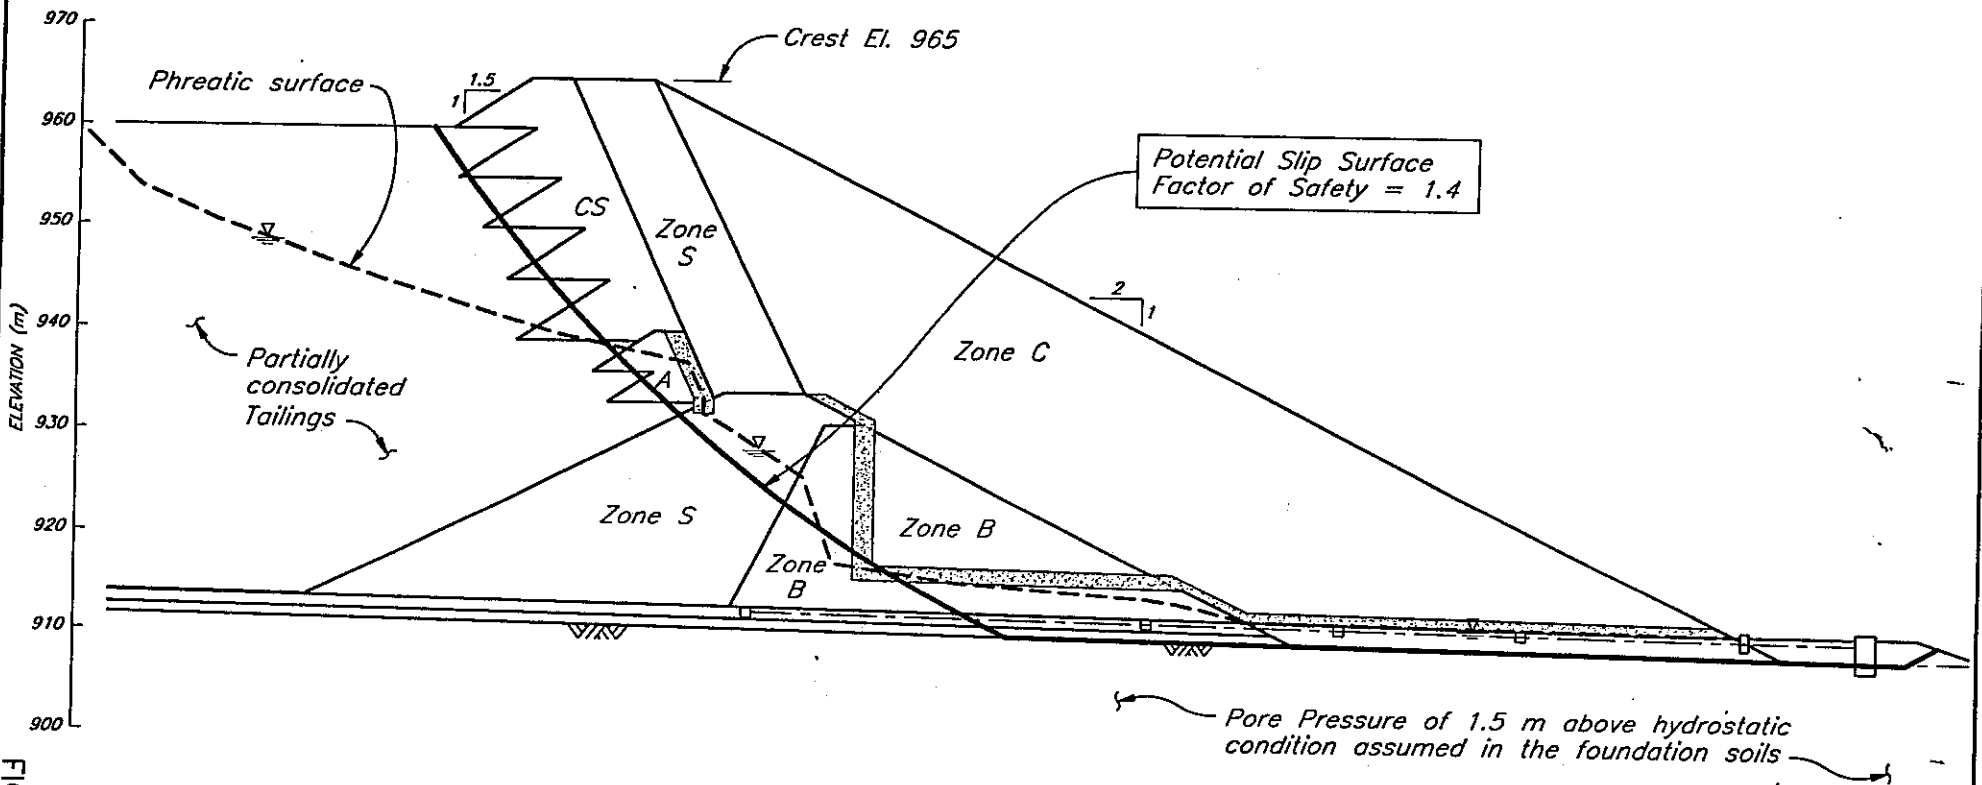 970
960
950
940
930
920
910
900
ELEVATION (m)
Crest El. 965
Phreatic surface
1.5
1
Potential Slip Surface
Factor of Safety = 1.4
CS
Zone
S
2
1
Zone C
Partially
consolidated
Tailings
A
Zone S
Zone B
Zone
B
Pore Pressure of 1.5 m above hydrostatic
condition assumed in the foundation soils